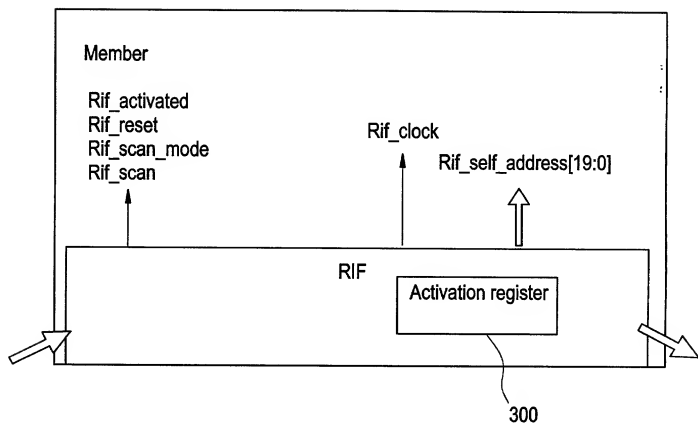 Member
Rif_activated
Rif_reset
Rif_scan_mode
Rif_scan
Rif_clock
Rif_self_address[19:0]
RIF
Activation register
300